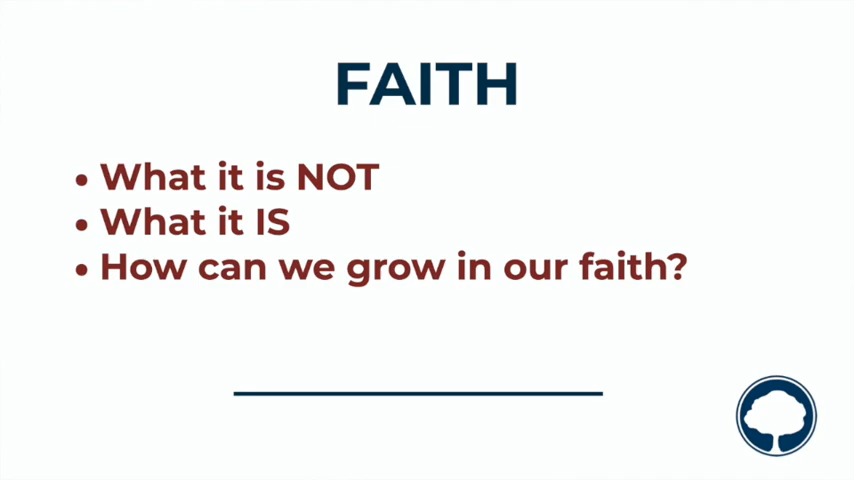 FAITH
• What it is NOT
• What it IS
• How can we grow in our faith?